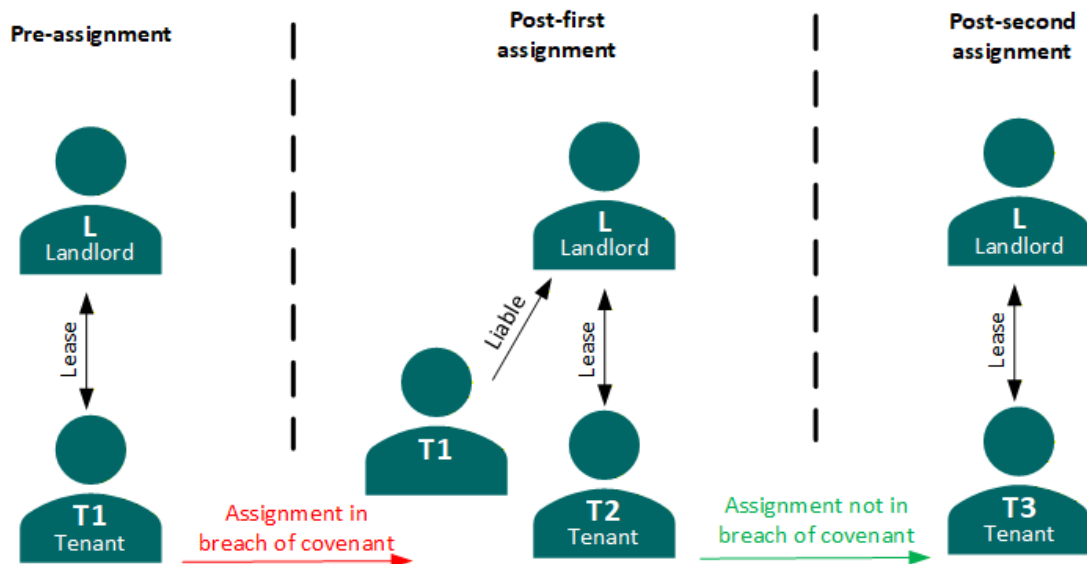 Pre-assignment
Post-first
assignment
Post-second
assignment
L
Landlord
Lease
T1
Tenant
Assignment in
breach of covenant
L
Landlord
Liable
Lease
T1
T2
Tenant
Assignment not in
breach of covenant
L
Landlord
Lease
T3
Tenant